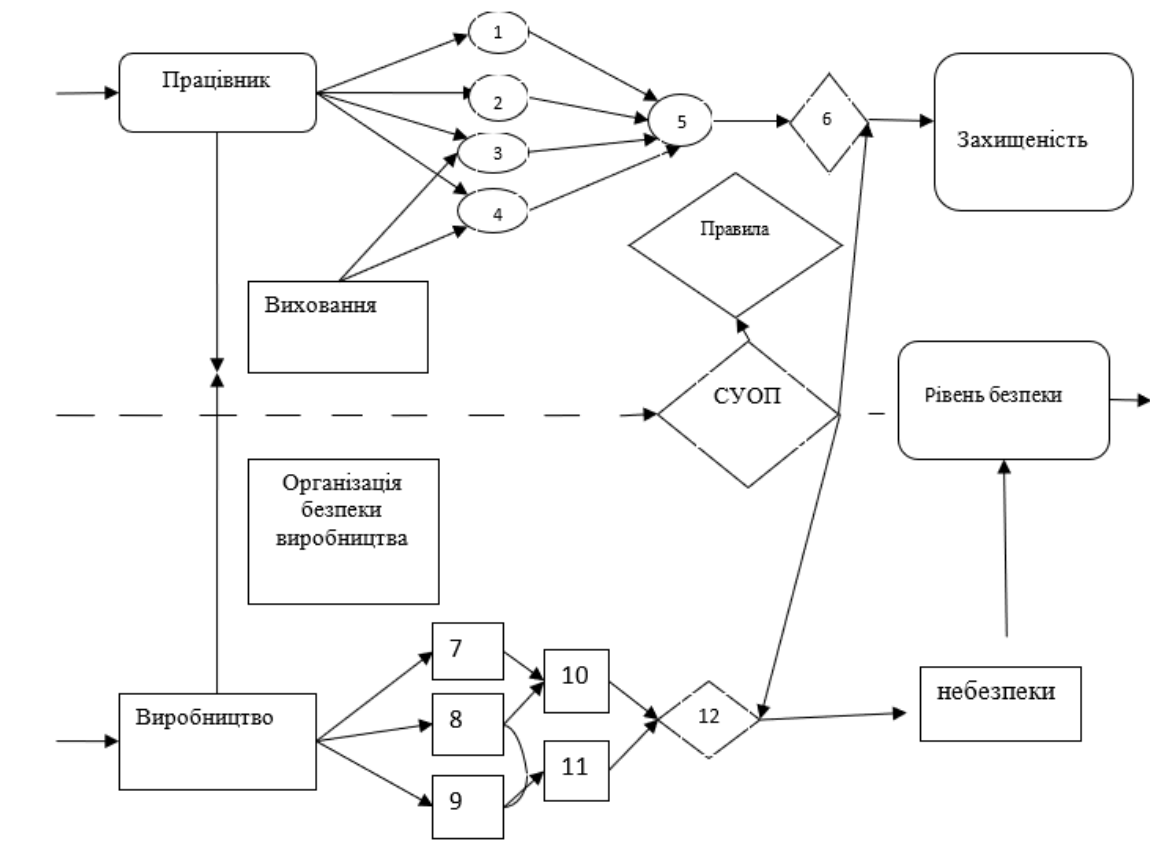 1
Працівник
2
5
6
3
Захищеність
4
Правила
Виховання
СУОП
Рівень безпеки
Організація
безпеки
виробництва
7
10
небезпеки
Виробництво
8
12
11
9